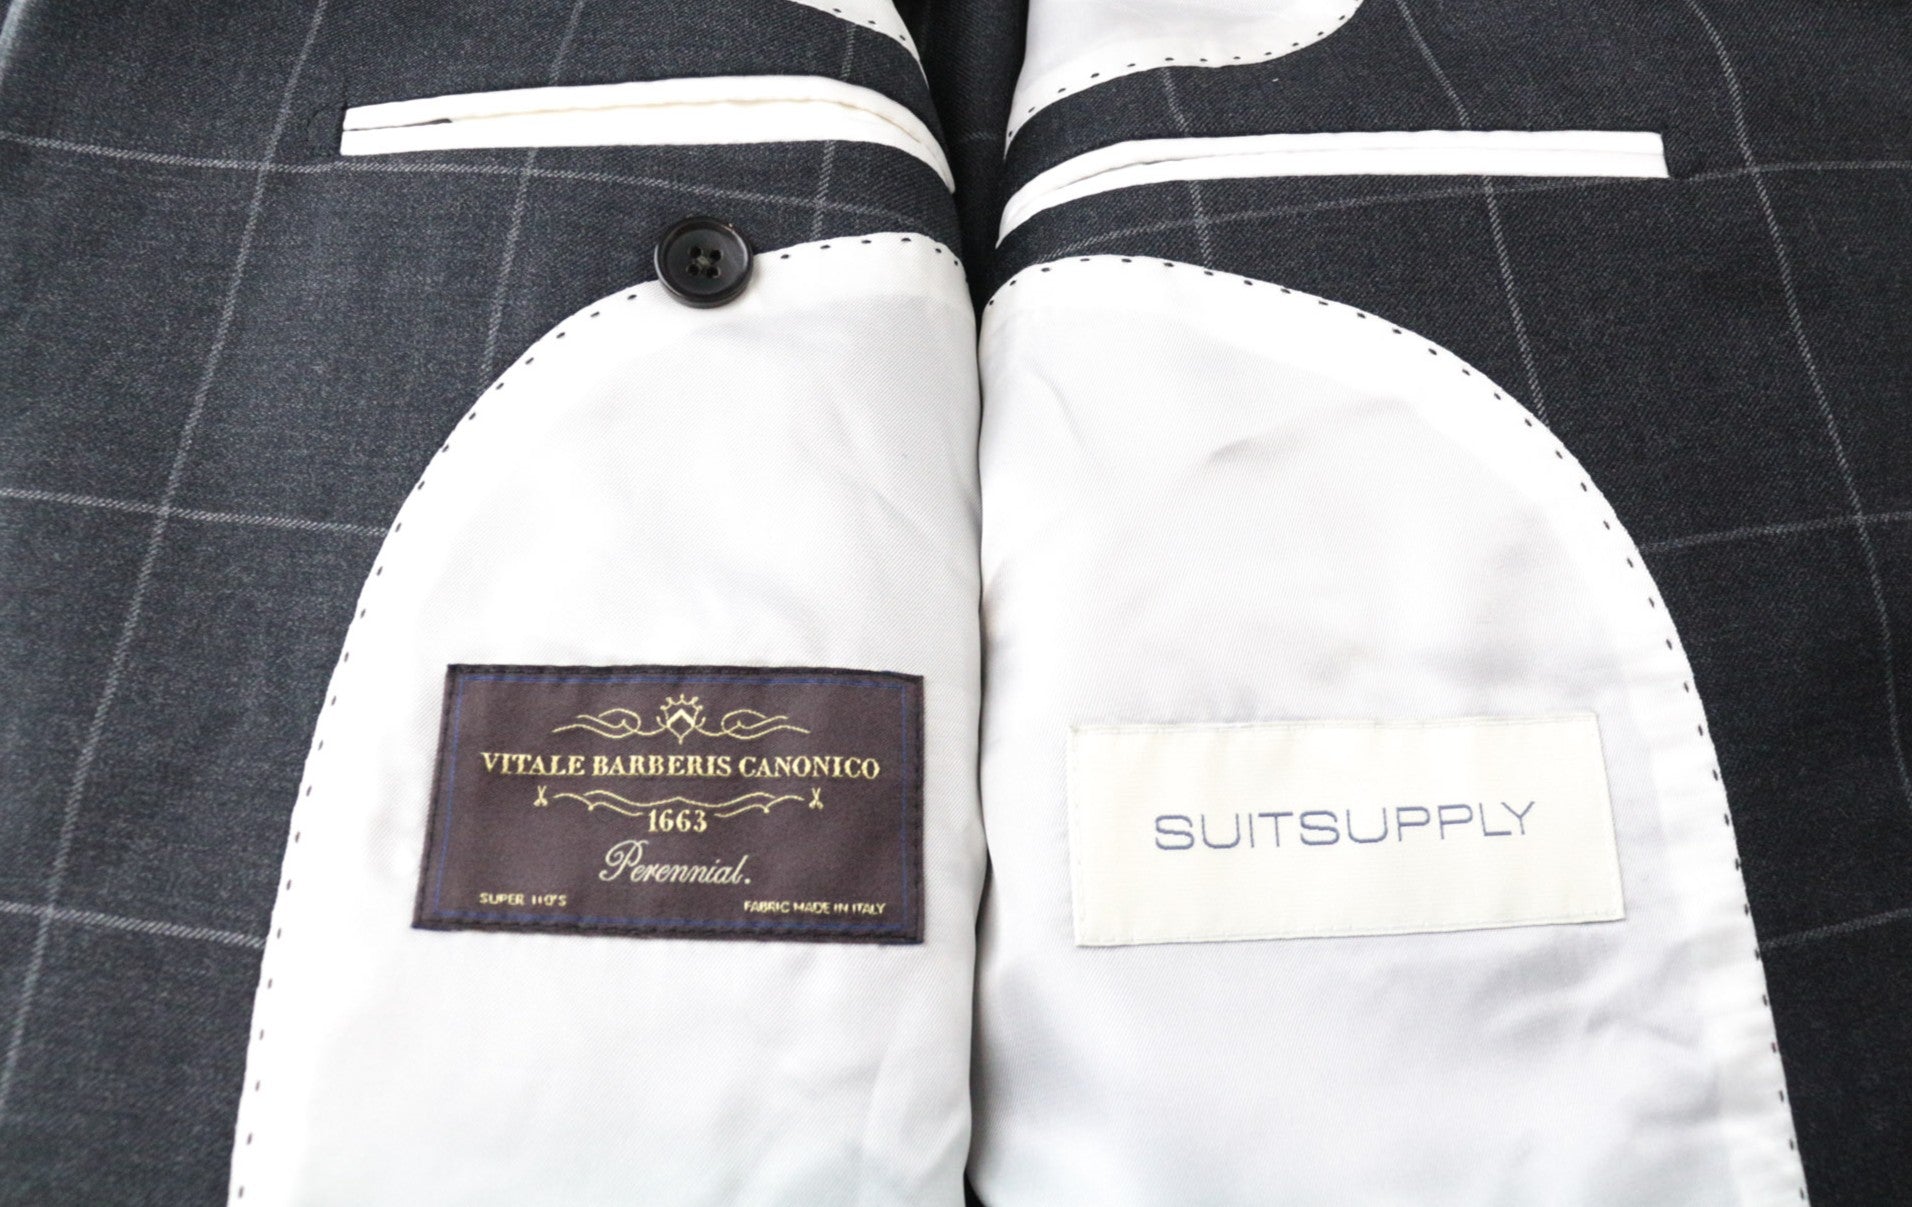 VITALE BARBERIS CANONICO
1663
Perennial.
SUPER 110'S
FABRIC MADE IN ITALY
SUITSUPPLY